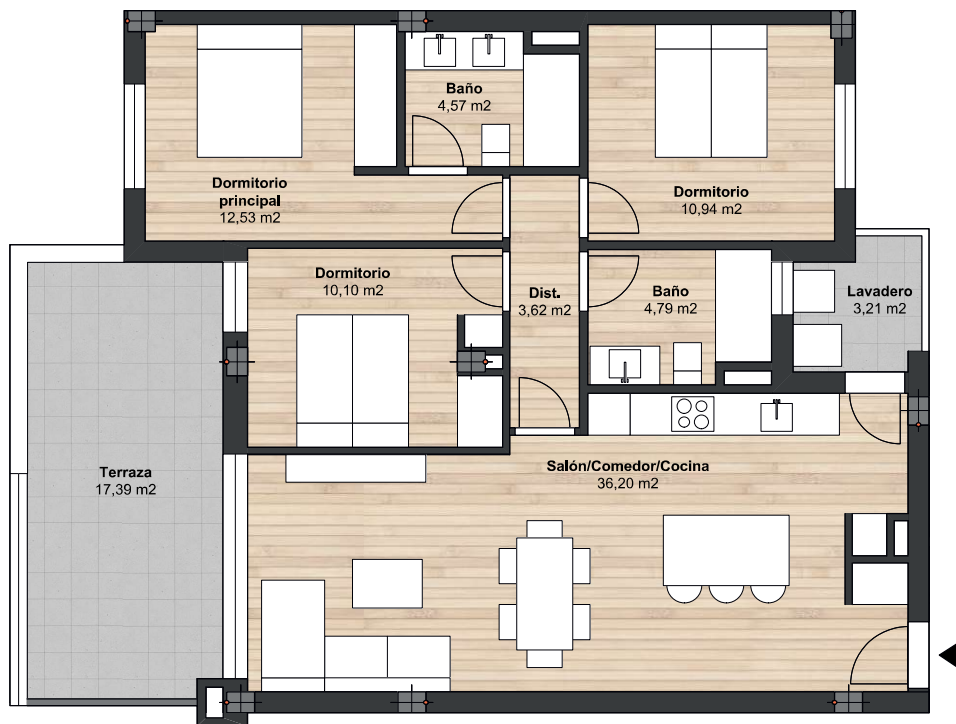 Baño
4,57 m2
Dormitorio
principal
12,53 m2
Dormitorio
10,94 m2
Dormitorio
10,10 m2
Dist.
3,62 m2
Baño
4,79 m2
Lavadero
3,21 m2
Terraza
17,39 m2
Salón/Comedor/Cocina
36,20 m2